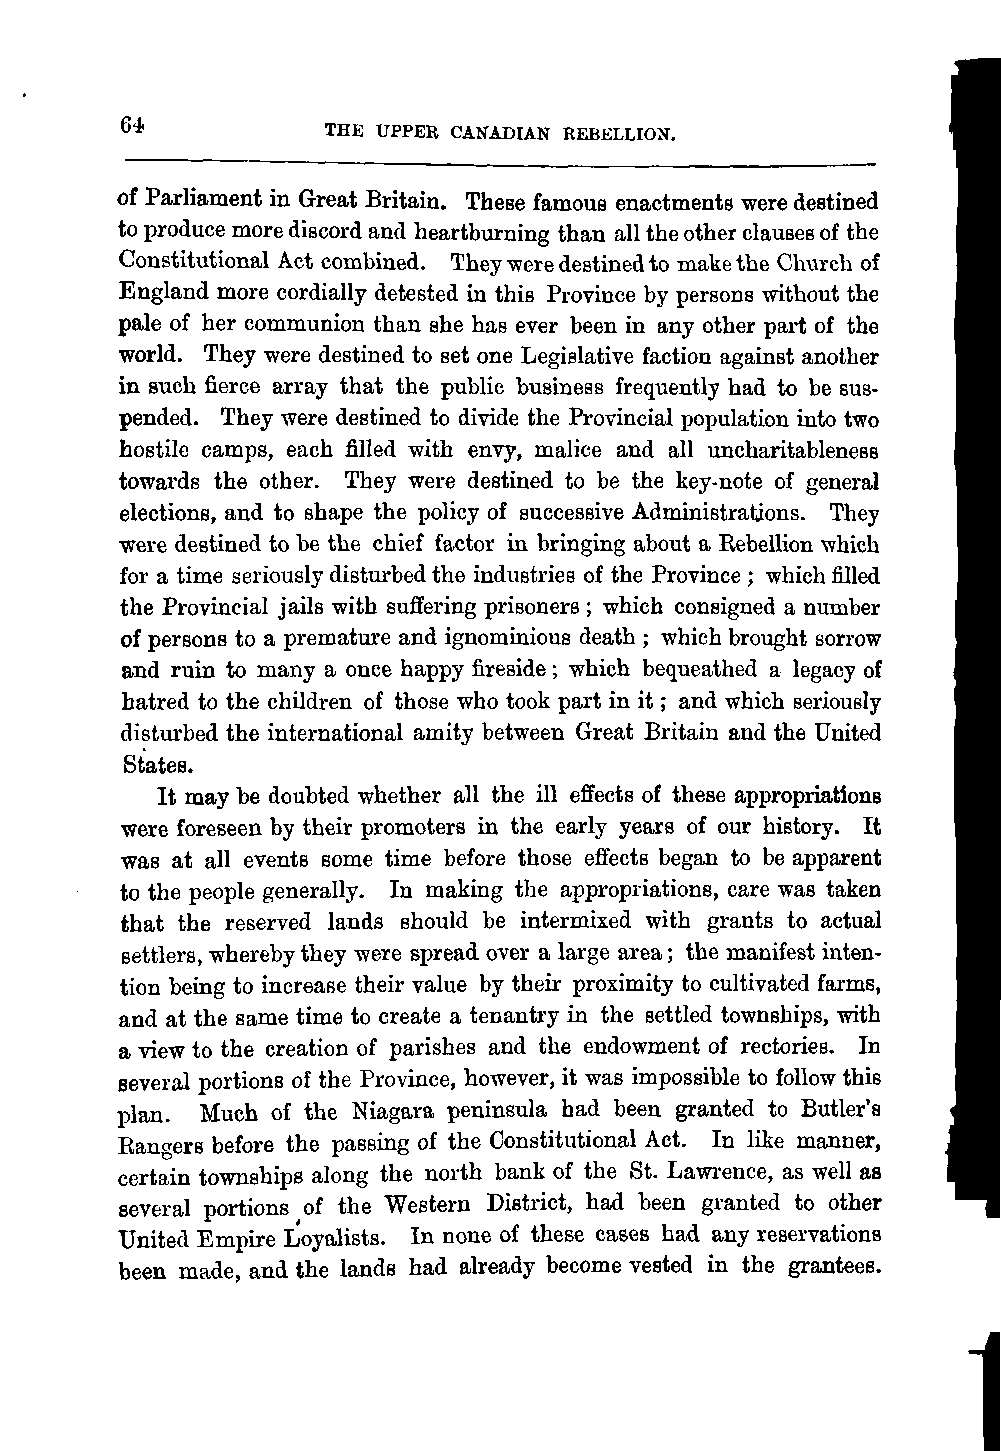 64
THE UPPER CANADIAN REBELLION.
of Parliament in Great Britain. These famous enactments were destined
to produce more discord and heartburning than all the other clauses of the
Constitutional Act combined. They were destined to make the Church of
England more cordially detested in this Province by persons without the
pale of her communion than she has ever been in any other part of the
world. They were destined to set one Legislative faction against another
in such fierce array that the public business frequently had to be sus-
pended. They were destined to divide the Provincial population into two
hostile camps, each filled with envy, malice and all uncharitableness
towards the other. They were destined to be the key-note of general
elections, and to shape the policy of successive Administrations. They
were destined to be the chief factor in bringing about a Rebellion which
for a time seriously disturbed the industries of the Province ; which filled
the Provincial jails with suffering prisoners ; which consigned a number
of persons to a premature and ignominious death ; which brought sorrow
and ruin to many a once happy fireside ; which bequeathed a legacy of
hatred to the children of those who took part in it ; and which seriously
disturbed the international amity between Great Britain and the United
States.
It may be doubted whether all the ill effects of these appropriations
were foreseen by their promoters in the early years of our history. It
was at all events some time before those effects began to be apparent
to the people generally. In making the appropriations, care was taken
that the reserved lands should be intermixed with grants to actual
settlers, whereby they were spread over a large area ; the manifest inten-
tion being to increase their value by their proximity to cultivated farms,
and at the same time to create a tenantry in the settled townships, with
a view to the creation of parishes and the endowment of rectories. In
several portions of the Province, however, it was impossible to follow this
plan. Much of the Niagara peninsula had been granted to Butler's
Rangers before the passing of the Constitutional Act. In like manner,
certain townships along the north bank of the St. Lawrence, as well as
several portions of the Western District, had been granted to other
United Empire Loyalists. In none of these cases had any reservations
been made, and the lands had already become vested in the grantees.